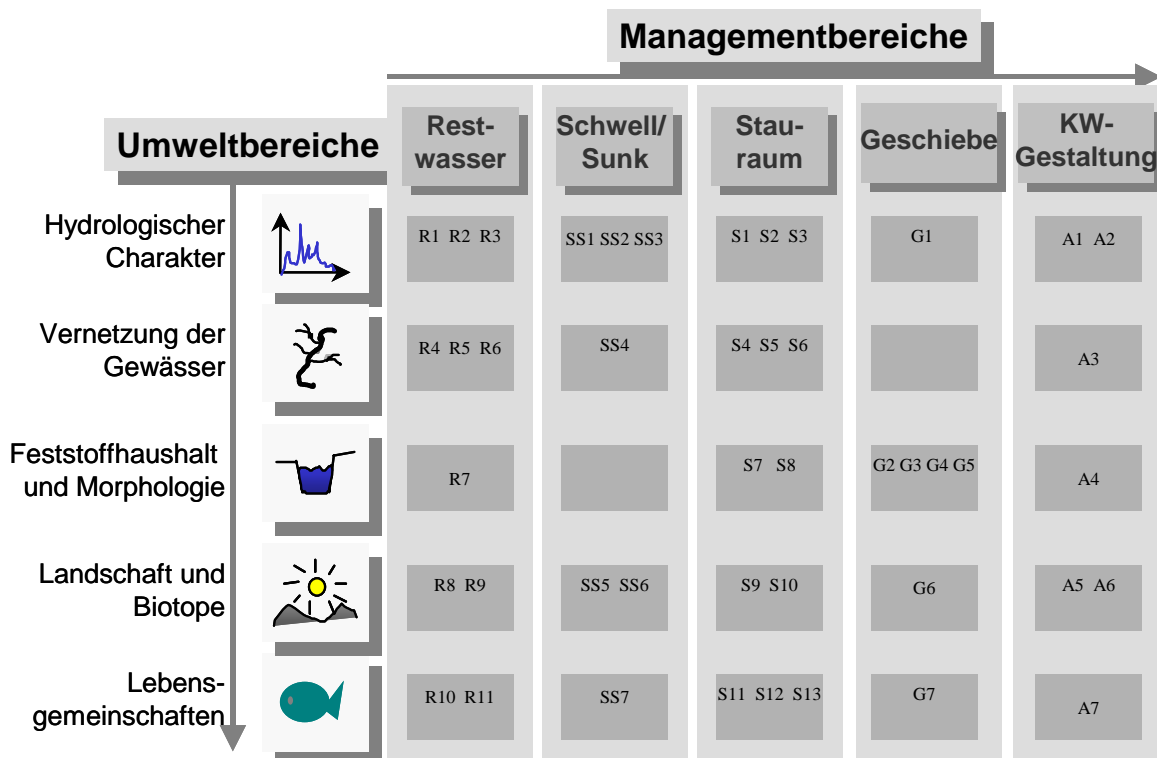 Managementbereiche
Umweltbereiche
Rest-
wasser
Schwell/
Sunk
Stau-
raum
Geschiebe
KW-
Gestaltung
Hydrologischer
Charakter
R1 R2 R3
SS1 SS2 SS3
S1 S2 S3
G1
A1 A2
Vernetzung der
Gewässer
R4 R5 R6
SS4
S4 S5 S6
A3
Feststoffhaushalt
und Morphologie
R7
S7 S8
G2 G3 G4 G5
A4
Landschaft und
Biotope
R8 R9
SS5 SS6
S9 S10
G6
A5 A6
Lebens-
gemeinschaften
R10 R11
SS7
S11 S12 S13
G7
A7